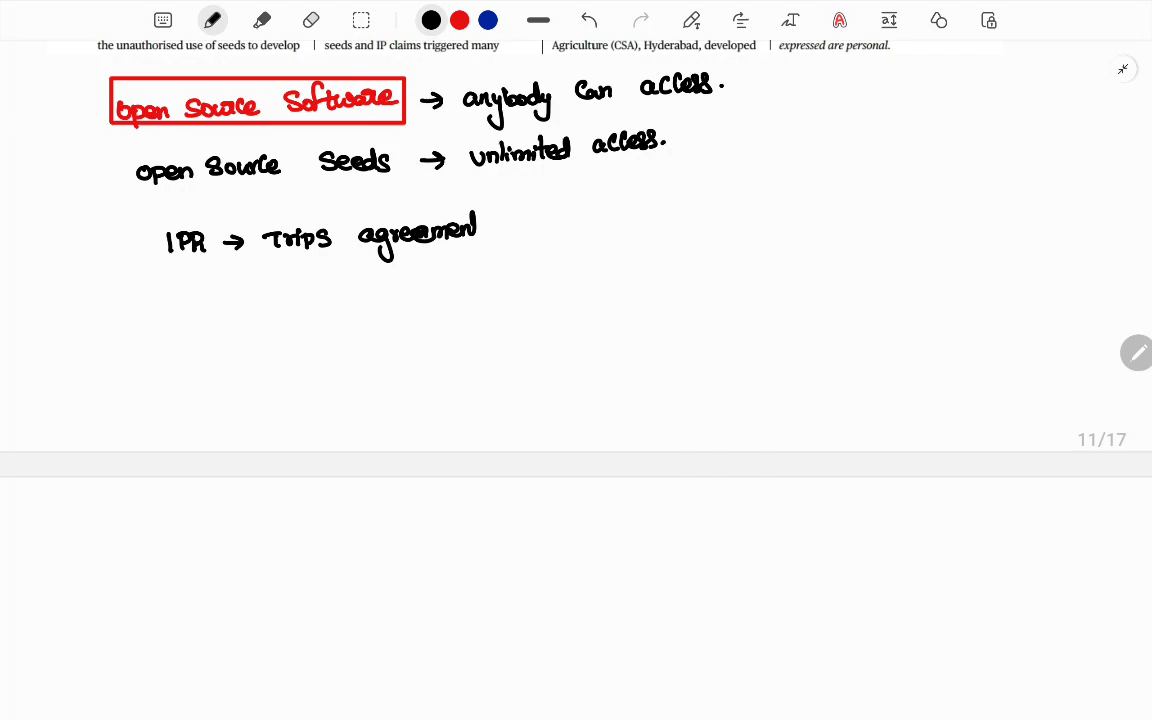 the unauthorised use of seeds to develop
seeds and IP claims triggered many
Agriculture (CSA), Hyderabad, developed
expressed are personal.
open source software → anybody can access.
open source seeds → unlimited access.
IPR → Trips agreement
11/17